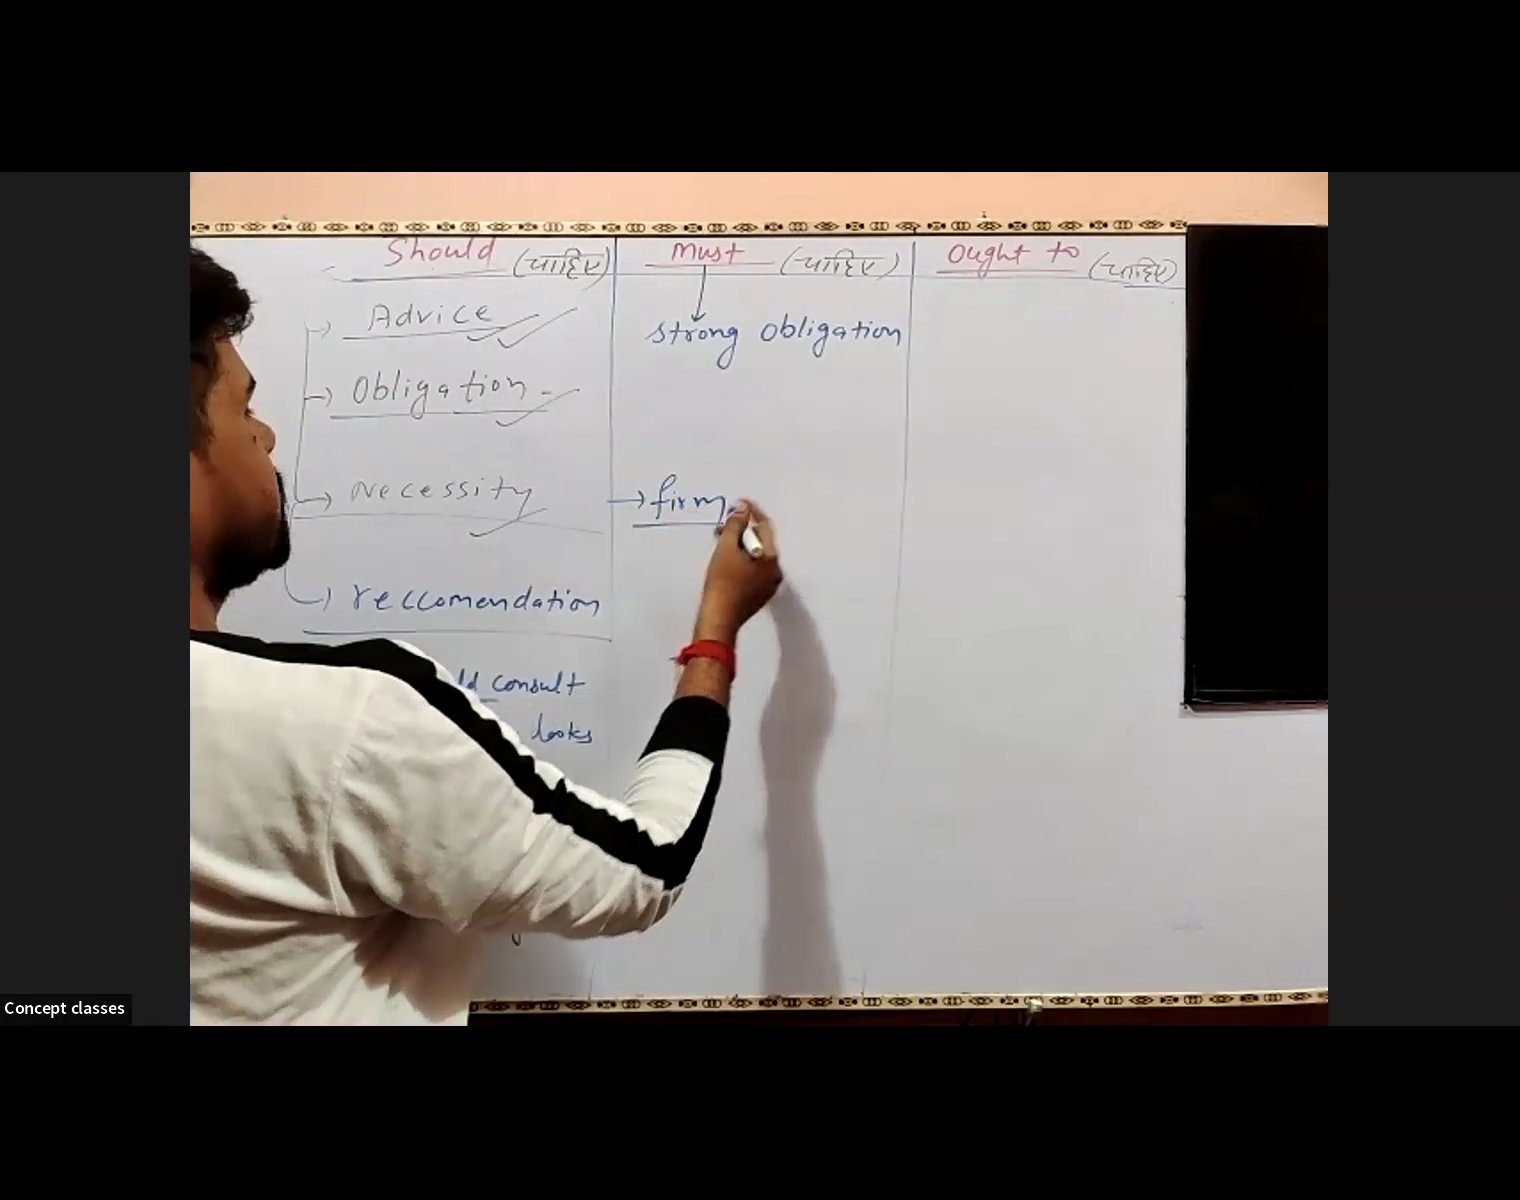 Should (चाहिए)
Advice
Obligation -
Necessity
reccomendation
consult
looks
Must (चाहिए)
strong obligation
firm
Ought to (चाहिए)
Concept classes